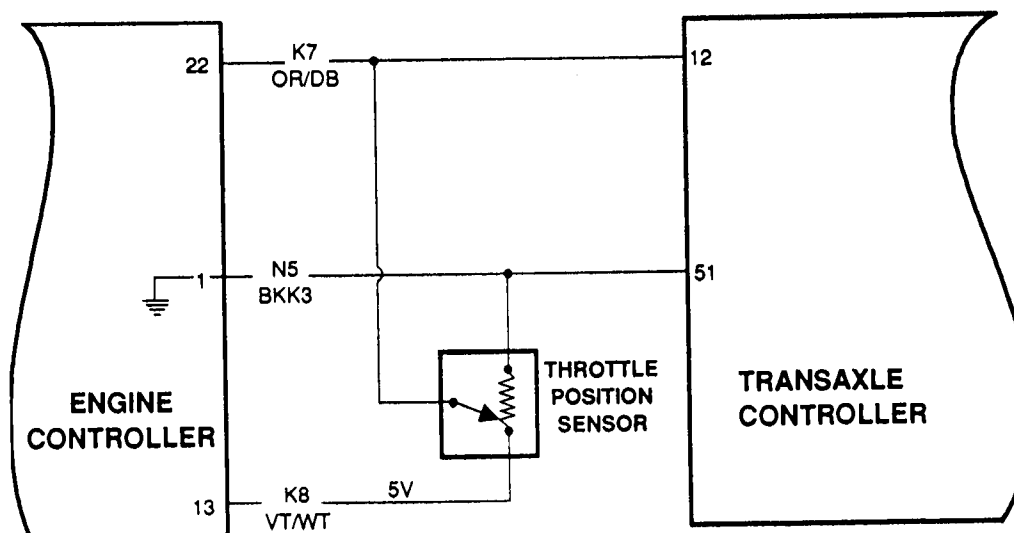 22
K7
OR/DB
12
1
N5
BKK3
51
ENGINE
CONTROLLER
THROTTLE
POSITION
SENSOR
TRANSAXLE
CONTROLLER
13
K8
VT/WT
5V